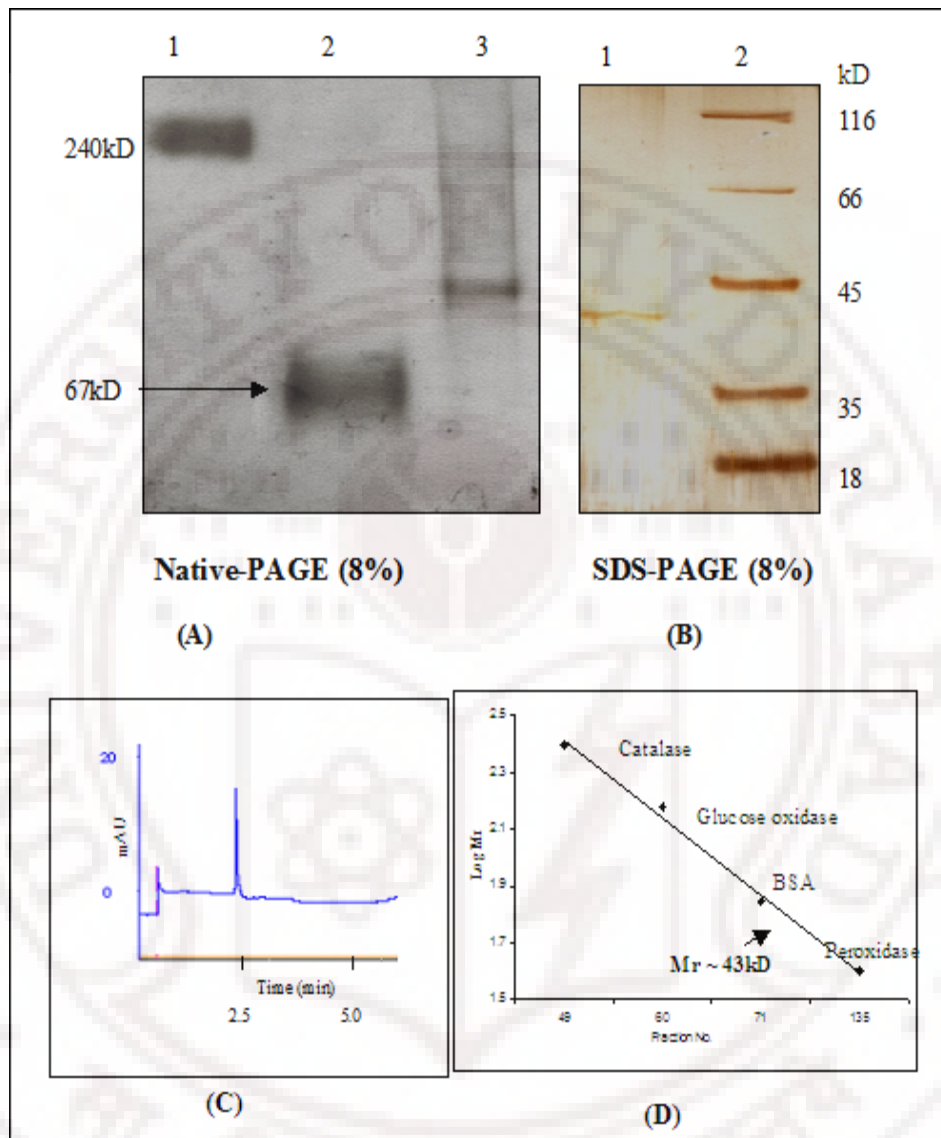 1 2 3
240kD
67kD
Native-PAGE (8%)
(A)
1 2
kD
116
66
45
35
18
SDS-PAGE (8%)
(B)
20
0
mAU
Time (min)
2.5 5.0
(C)
2.5
2.3
2.1
1.9
1.7
1.5
Log Mr
Catalase
Glucose oxidase
BSA
Peroxidase
Mr ~ 43kD
49 60 71 135
Fraction No.
(D)